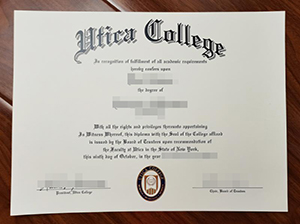 Utica College
In recognition of fulfillment of all academic requirements
hereby confers upon
the degree of
With all the rights and privileges thereunto appertaining
In Witness Whereof, this diploma with the Seal of the College affixed
is issued by the Board of Trustees upon recommendation of
the Faculty at Utica in the State of New York,
this ninth day of October, in the year
President, Utica College
Chair, Board of Trustees